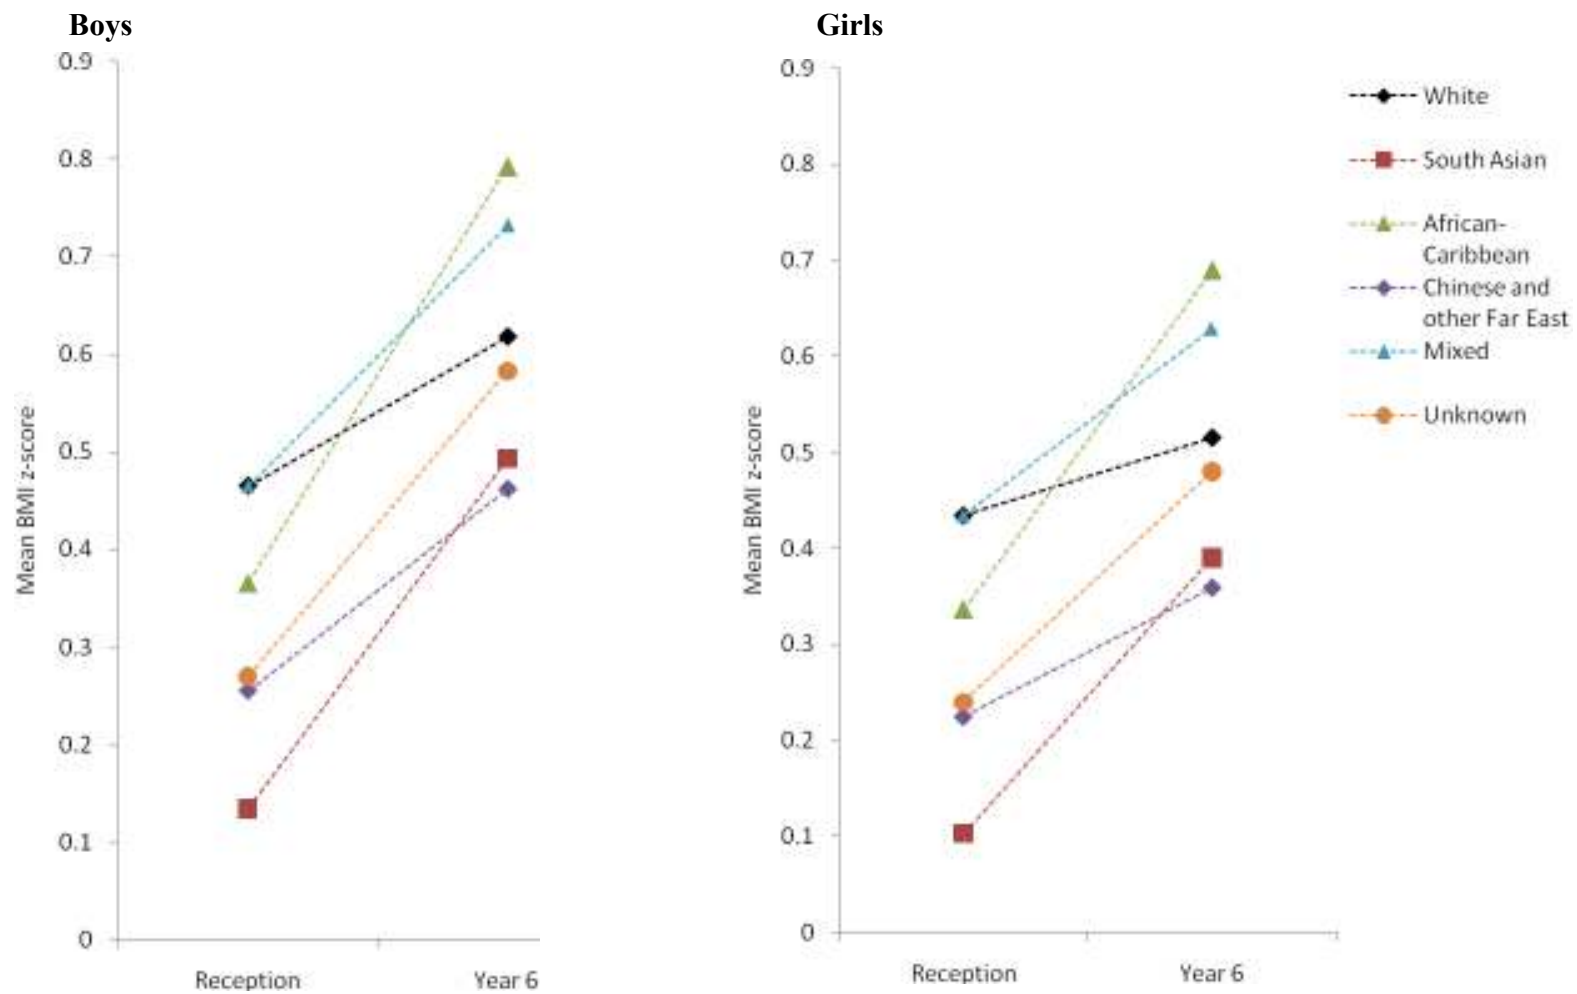 Boys
0.9
0.8
0.7
0.6
0.5
0.4
0.3
0.2
0.1
0
Mean BMI z-score
Reception
Year 6
Girls
0.9
0.8
0.7
0.6
0.5
0.4
0.3
0.2
0.1
0
Mean BMI z-score
Reception
Year 6
White
South Asian
African-
Caribbean
Chinese and
other Far East
Mixed
Unknown